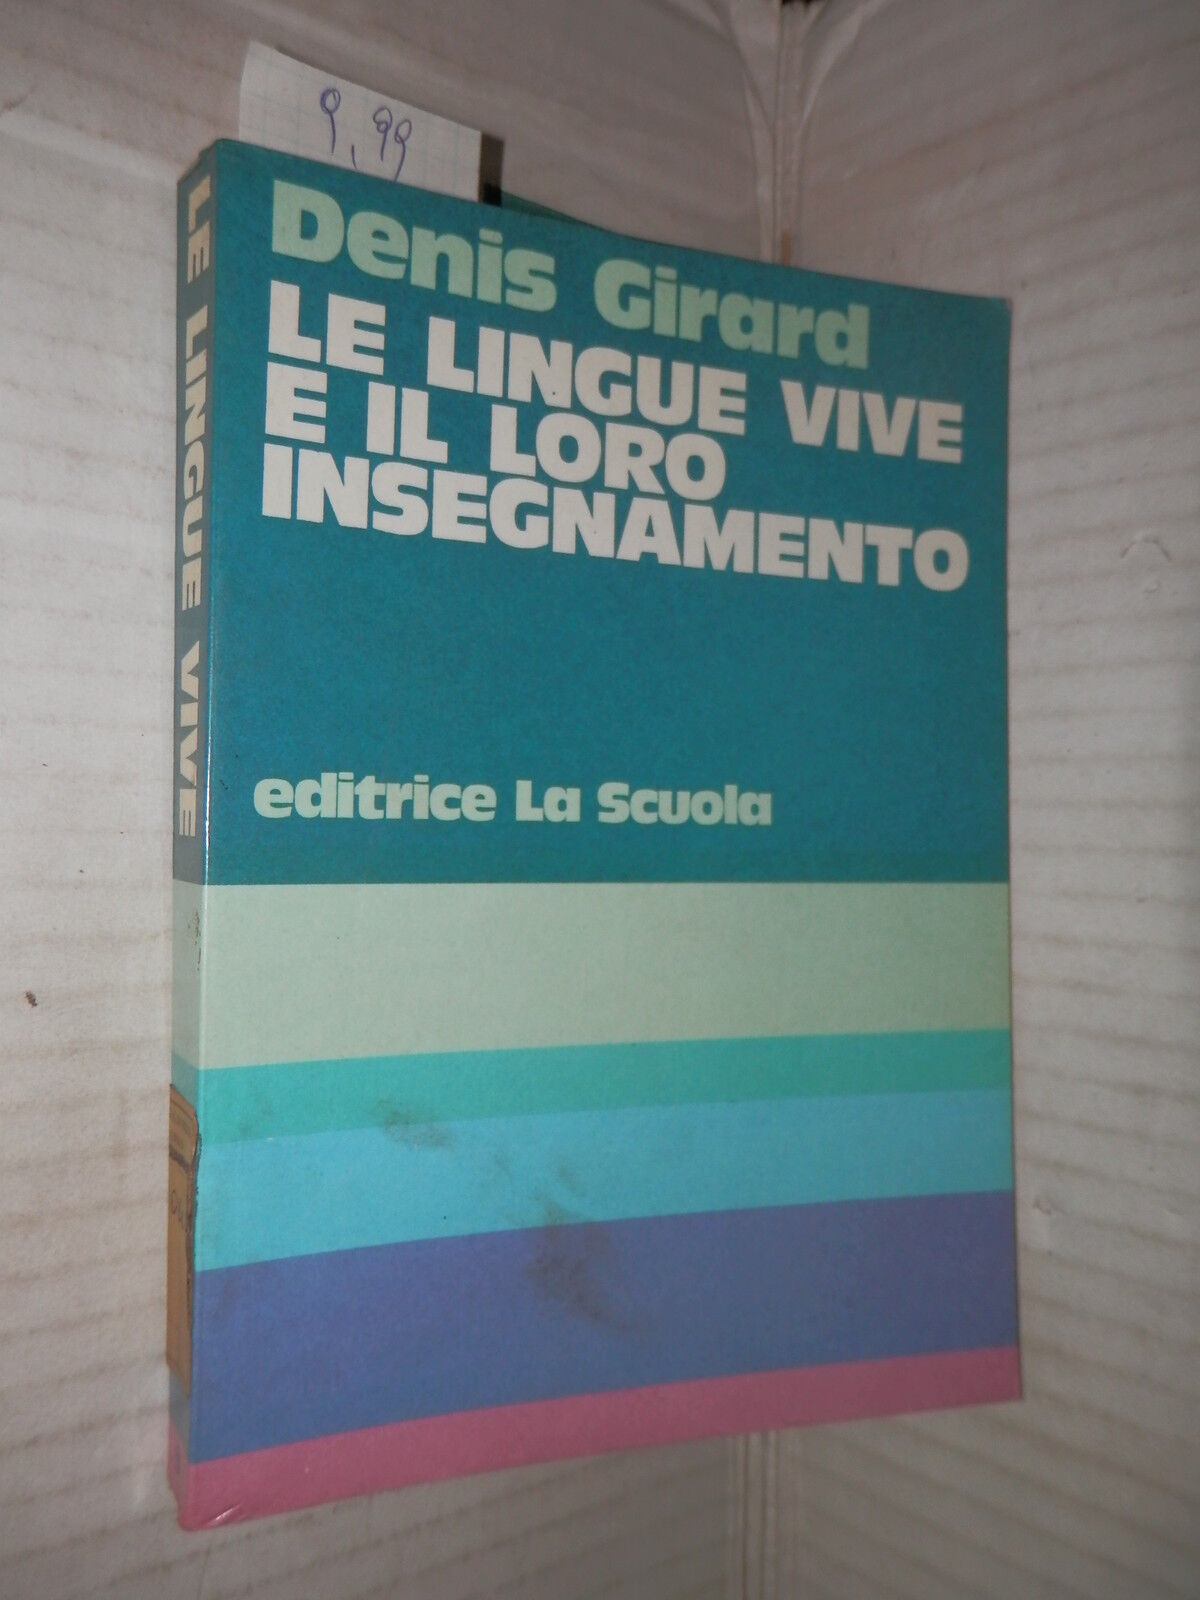 9,99
Denis Girard
LE LINGUE VIVE
E IL LORO
INSEGNAMENTO
editrice La Scuola
LE LINGUE VIVE